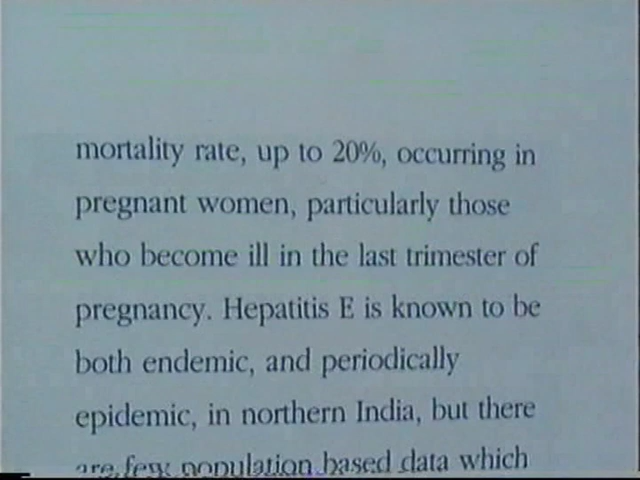 mortality rate, up to 20%, occurring in
pregnant women, particularly those
who become ill in the last trimester of
pregnancy. Hepatitis E is known to be
both endemic, and periodically
epidemic, in northern India, but there
are few population based data which